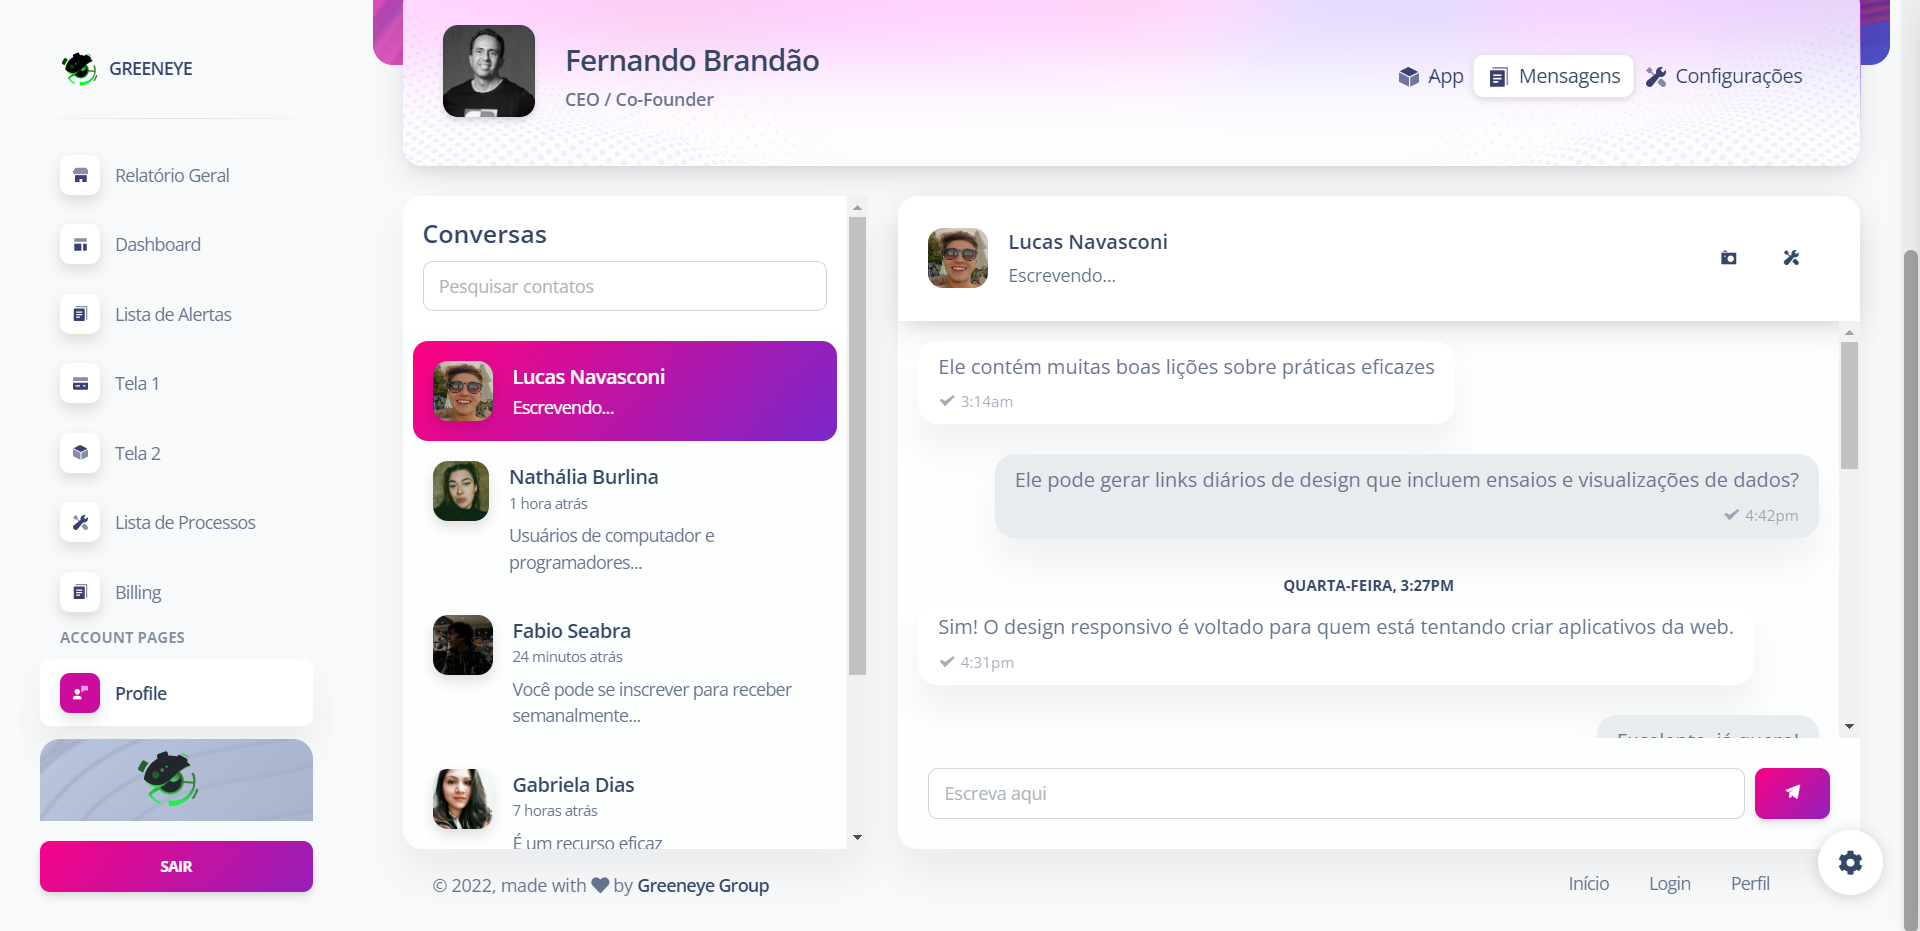 GREENEYE
Relatório Geral
Dashboard
Lista de Alertas
Tela 1
Tela 2
Lista de Processos
Billing
ACCOUNT PAGES
Profile
SAIR
Fernando Brandão
CEO / Co-Founder
App
Mensagens
Configurações
Conversas
Pesquisar contatos
Lucas Navasconi
Escrevendo...
Nathália Burlina
1 hora atrás
Usuários de computador e
programadores...
Fabio Seabra
24 minutos atrás
Você pode se inscrever para receber
semanalmente...
Gabriela Dias
7 horas atrás
É um recurso eficaz
Lucas Navasconi
Escrevendo...
Ele contém muitas boas lições sobre práticas eficazes
3:14am
Ele pode gerar links diários de design que incluem ensaios e visualizações de dados?
4:42pm
QUARTA-FEIRA, 3:27PM
Sim! O design responsivo é voltado para quem está tentando criar aplicativos da web.
4:31pm
Escreva aqui
© 2022, made with by Greeneye Group
Início
Login
Perfil